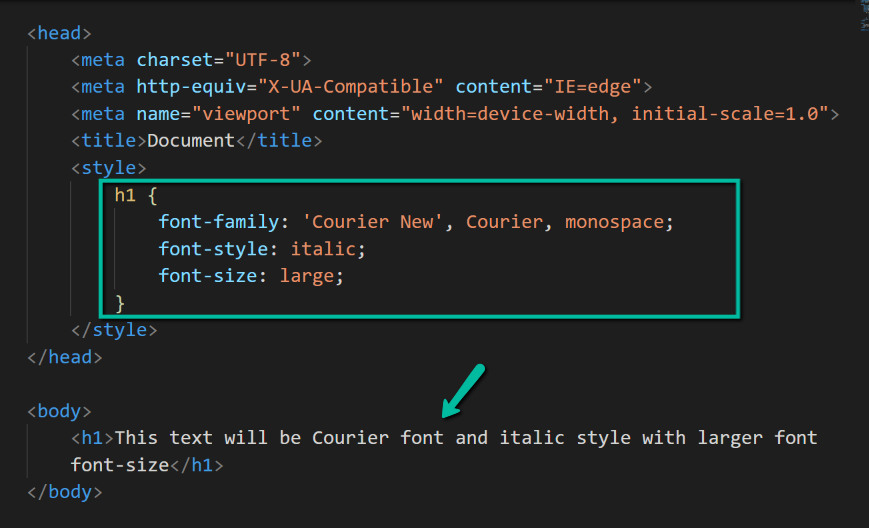 <head>
<meta charset="UTF-8">
<meta http-equiv="X-UA-Compatible" content="IE=edge">
<meta name="viewport" content="width=device-width, initial-scale=1.0">
<title>Document</title>
<style>
h1 {
font-family: 'Courier New', Courier, monospace;
font-style: italic;
font-size: large;
}
</style>
</head>
<body>
<h1>This text will be Courier font and italic style with larger font
font-size</h1>
</body>